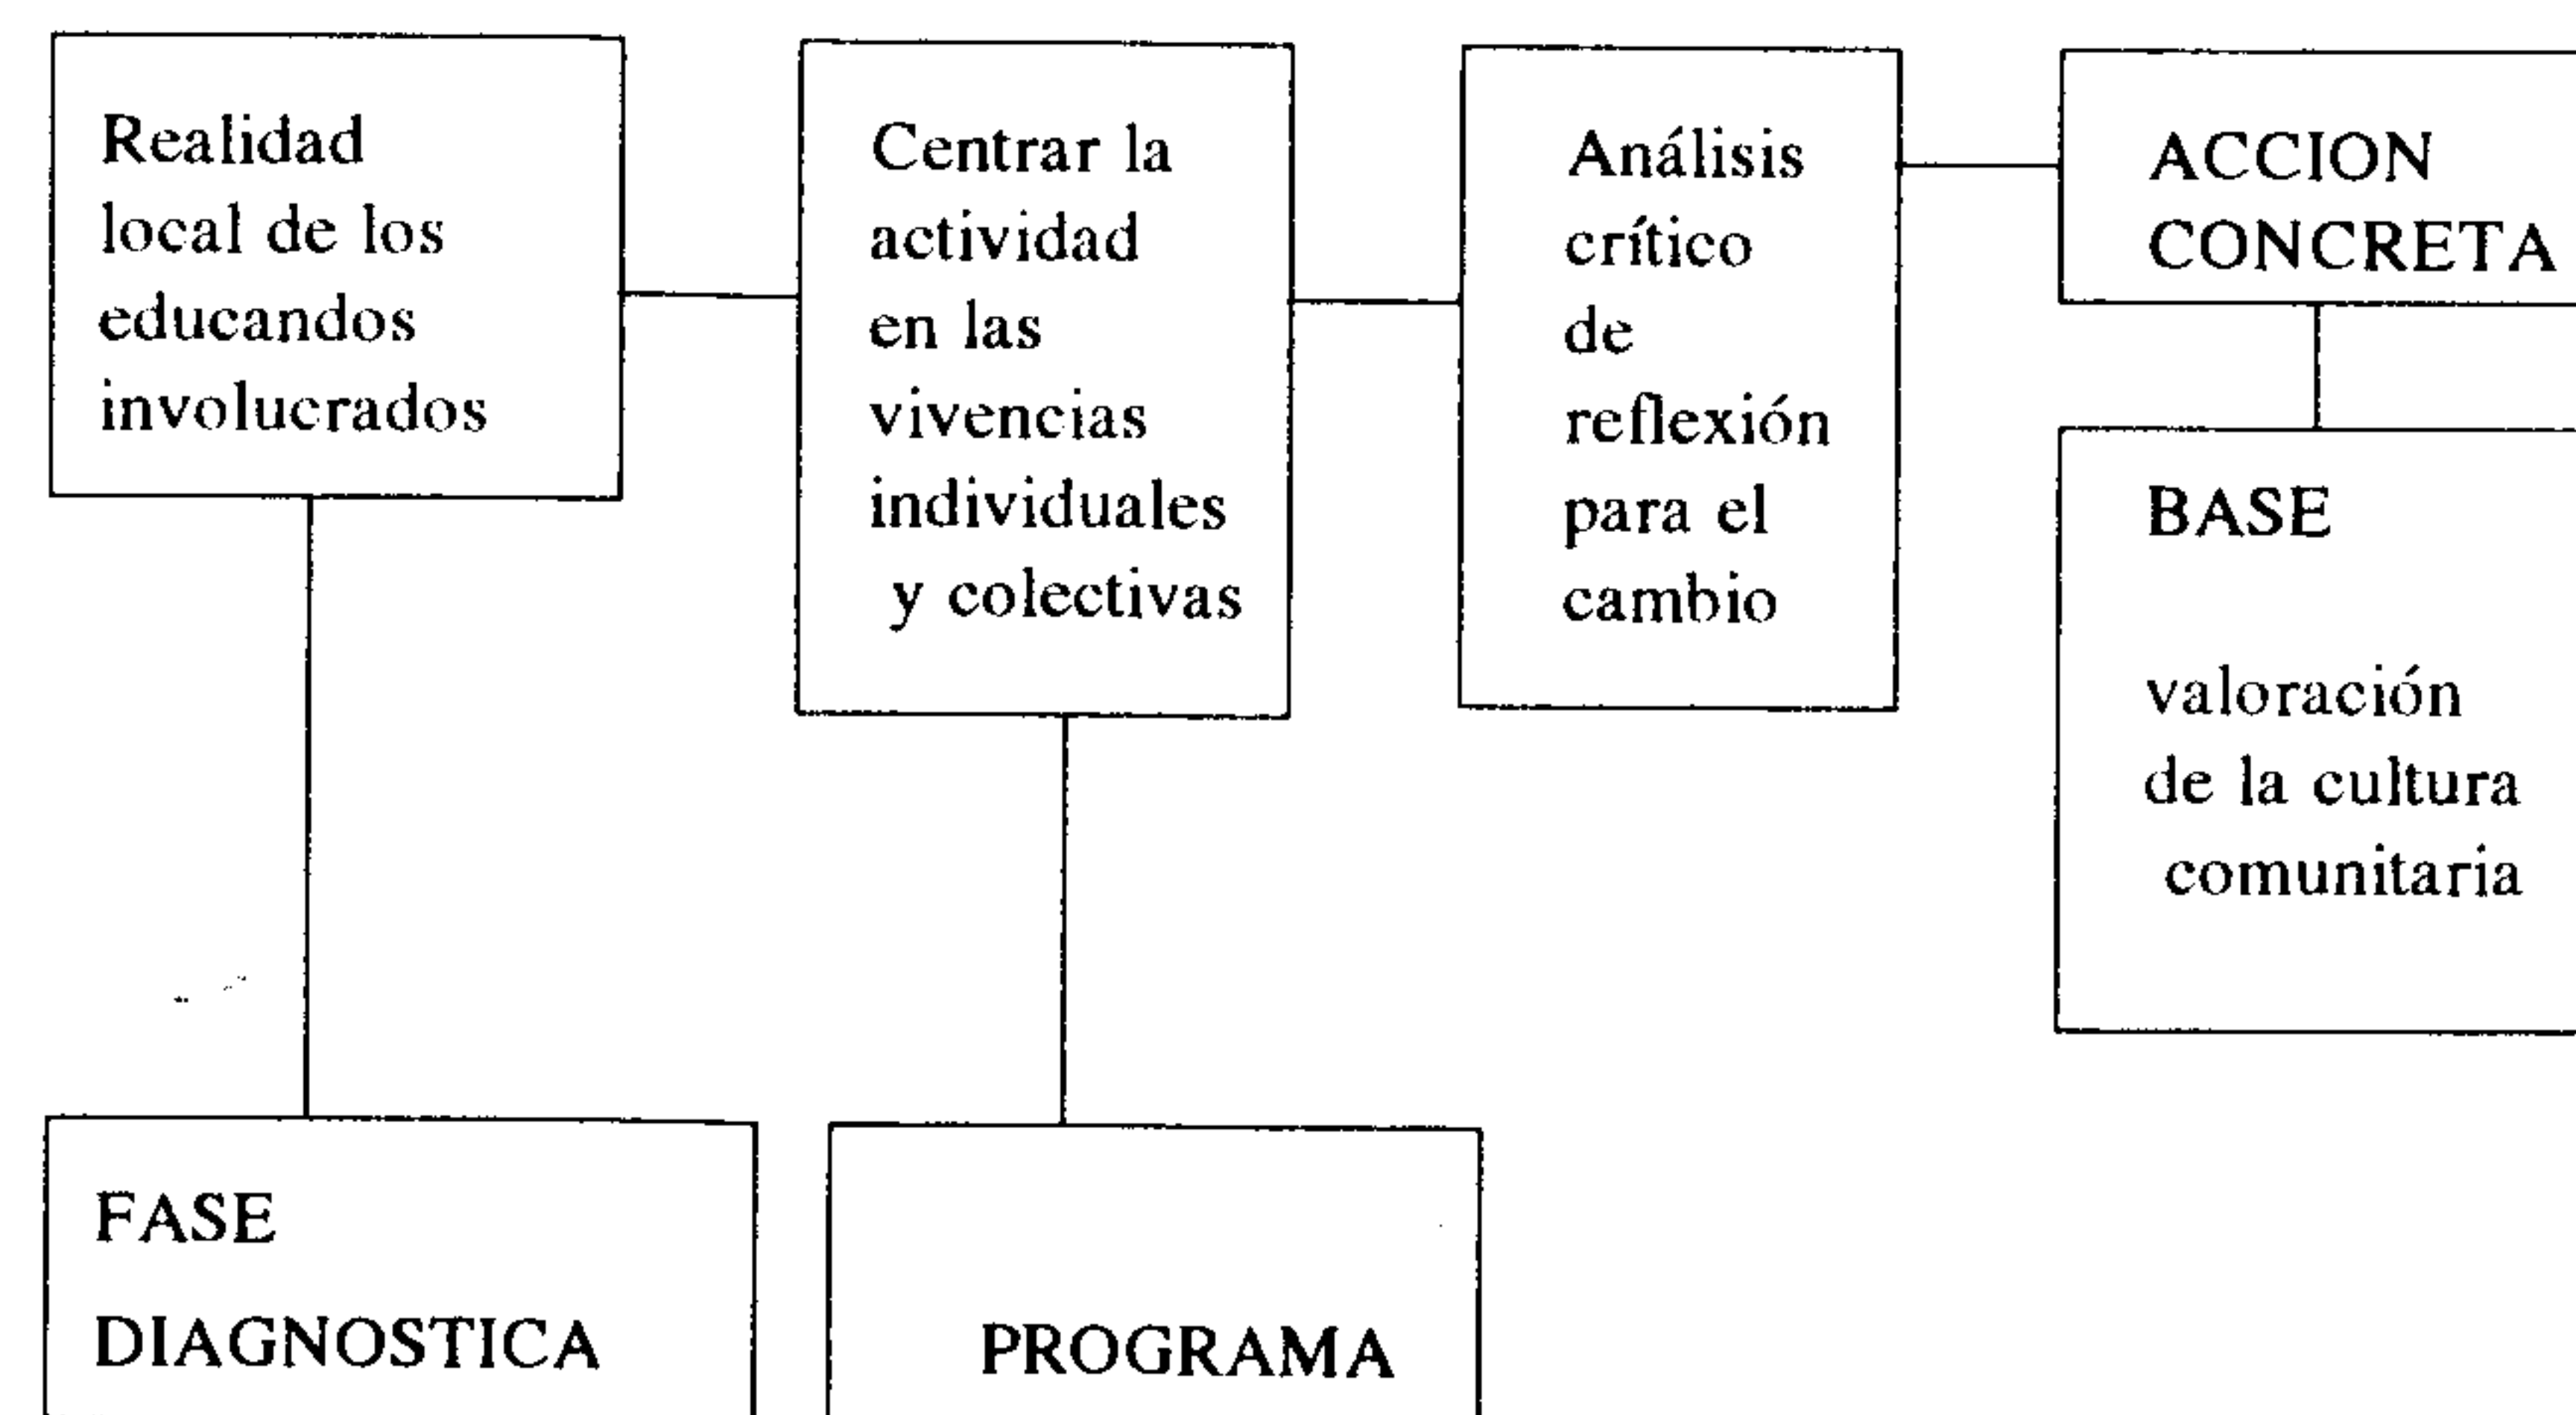 Realidad
local de los
educandos
involucrados
Centrar la
actividad
en las
vivencias
individuales
y colectivas
Análisis
crítico
de
reflexión
para el
cambio
ACCION
CONCRETA
BASE
valoración
de la cultura
comunitaria
FASE
DIAGNOSTICA
PROGRAMA